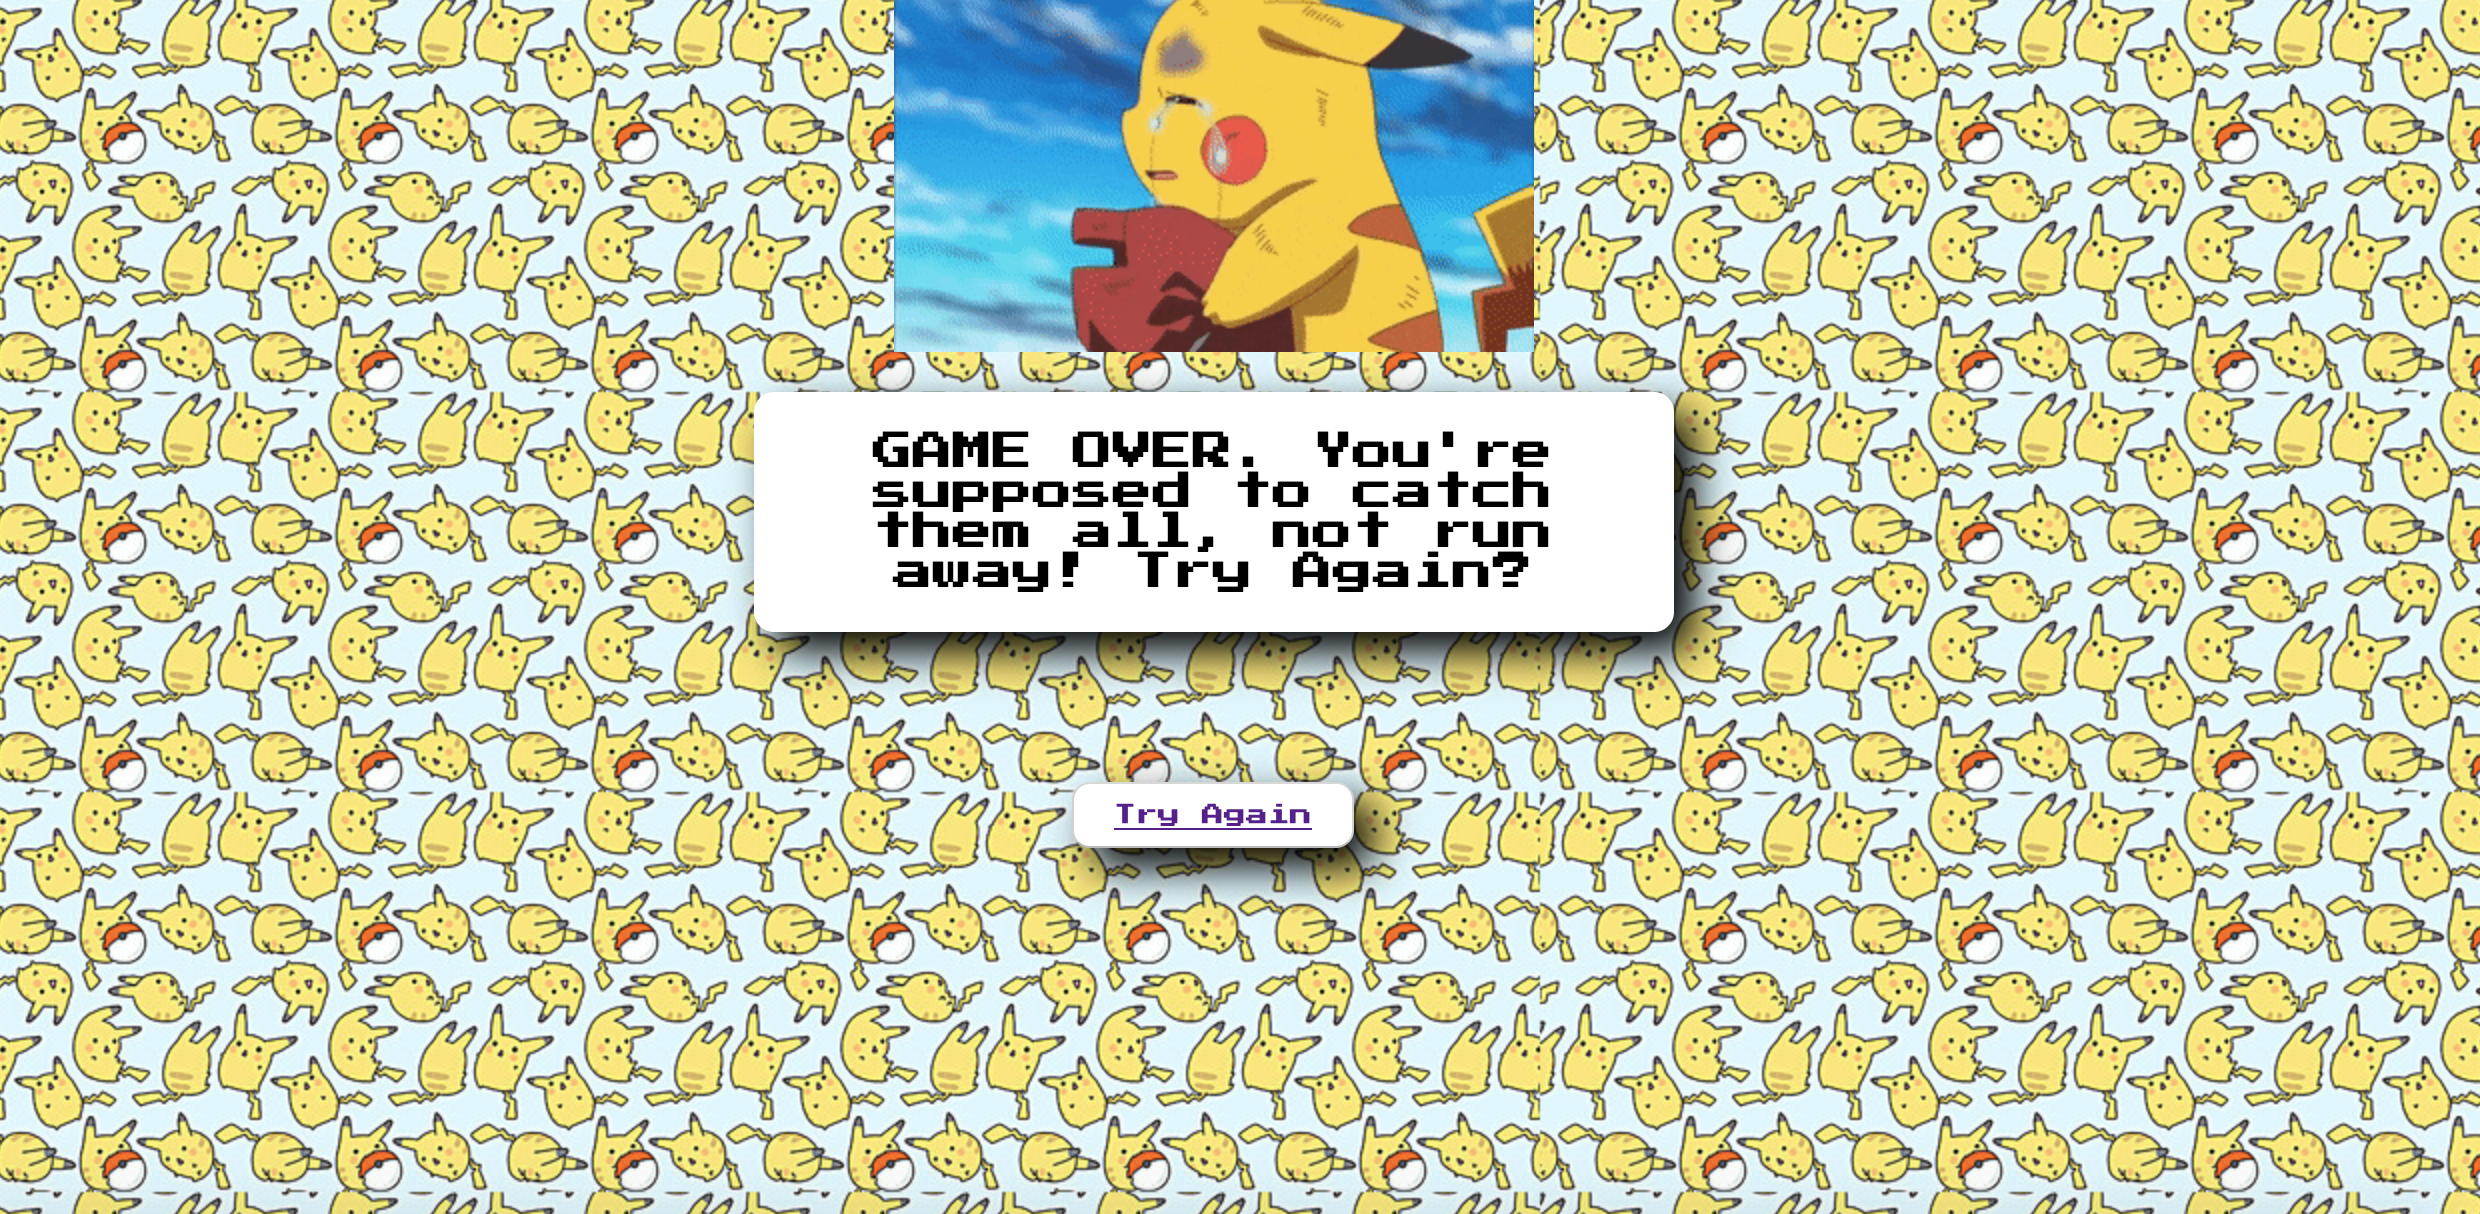 GAME OVER. You're
supposed to catch
them all, not run
away! Try Again?
Try Again